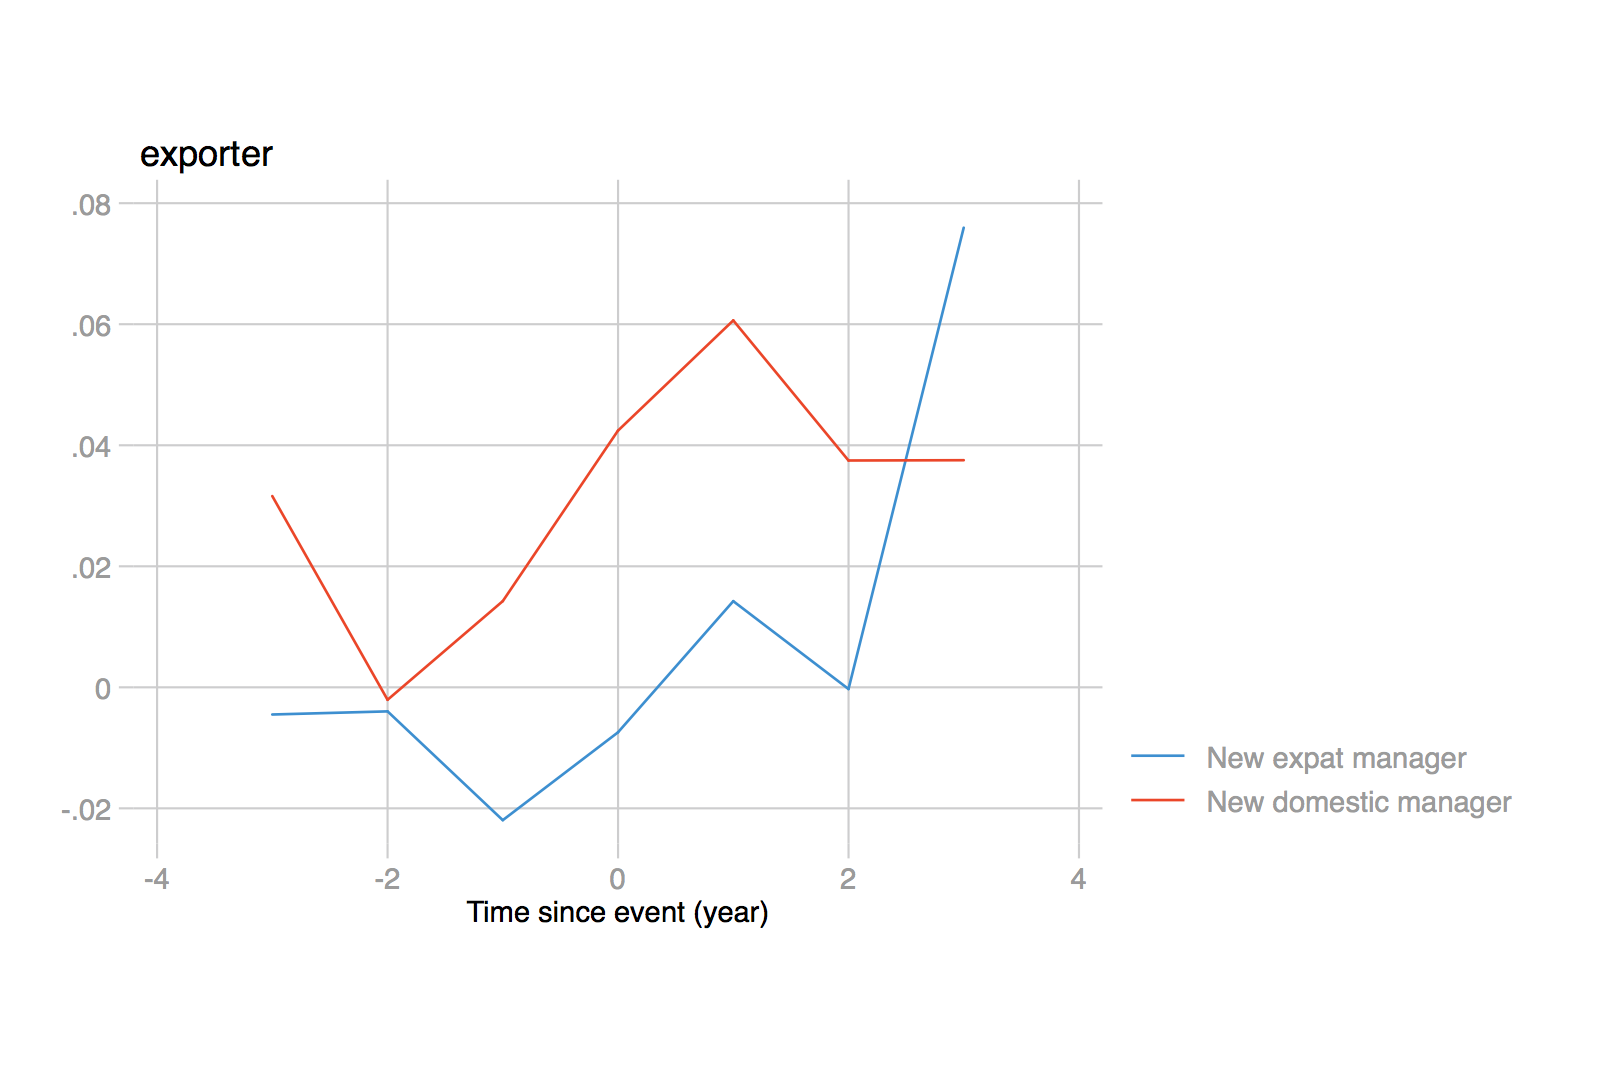 exporter
.08
.06
.04
.02
0
-.02
-4 -2 0 2 4
Time since event (year)
New expat manager
New domestic manager